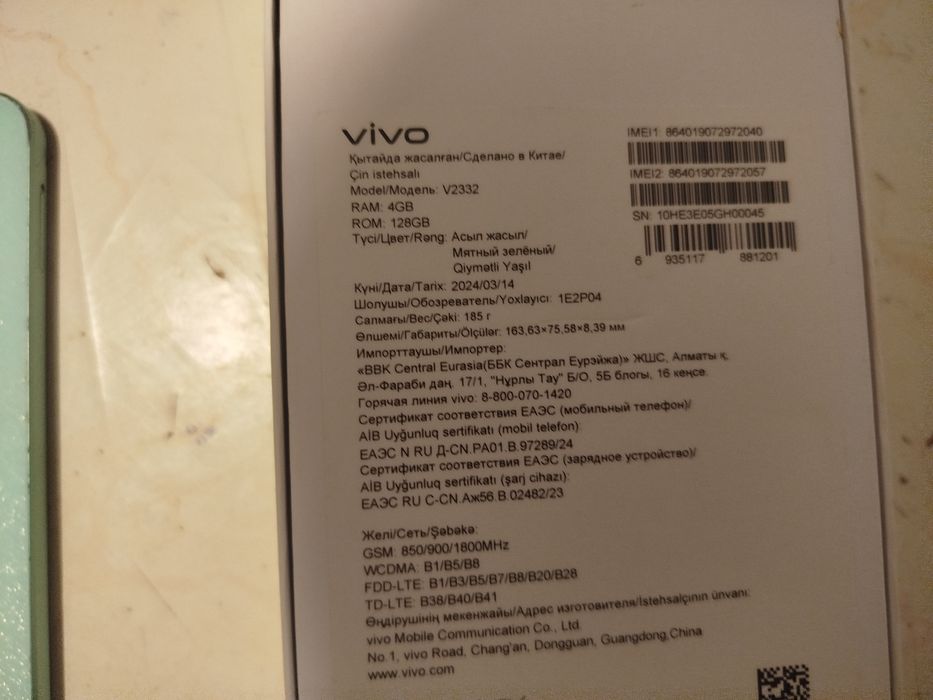 vivo
Қытайда жасалған/Сделано в Китае/
Çin istehsalı
Model/Модель: V2332
RAM: 4GB
ROM: 128GB
Түсі/Цвет/Rəng: Асыл жасыл/
Мятный зелёный/
Qiymətli Yaşıl
Күні/Дата/Tarix: 2024/03/14
Шолушы/Обозреватель/Yoxlayıcı: 1E2P04
Салмағы/Вес/Çəki: 185 г
Өлшемі/Габариты/Ölçülər: 163,63×75,58×8,39 мм
Импорттаушы/Импортер:
«BBK Central Eurasia(ББК Сентрал Еурэйжа)» ЖШС, Алматы қ.
Әл-Фараби даң. 17/1, "Нұрлы Тау" Б/О, 5Б блогы, 16 кеңсе.
Горячая линия vivo: 8-800-070-1420
Сертификат соответствия ЕАЭС (мобильный телефон)/
AİB Uyğunluq sertifikatı (mobil telefon):
ЕАЭС N RU Д-CN.РА01.В.97289/24
Сертификат соответствия ЕАЭС (зарядное устройство)/
AİB Uyğunluq sertifikatı (şarj cihazı):
ЕАЭС RU С-CN.Аж56.В.02482/23
Желі/Сеть/Şəbəkə:
GSM: 850/900/1800MHz
WCDMA: B1/B5/B8
FDD-LTE: B1/B3/B5/B7/B8/B20/B28
TD-LTE: B38/B40/B41
Өндірушінің мекенжайы/Адрес изготовителя/İstehsalçının ünvanı:
vivo Mobile Communication Co., Ltd.
No.1, vivo Road, Chang'an, Dongguan, Guangdong,China
www.vivo.com
IMEI1: 864019072972040
IMEI2: 864019072972057
SN: 10HE3E05GH00045
6 935117 881201